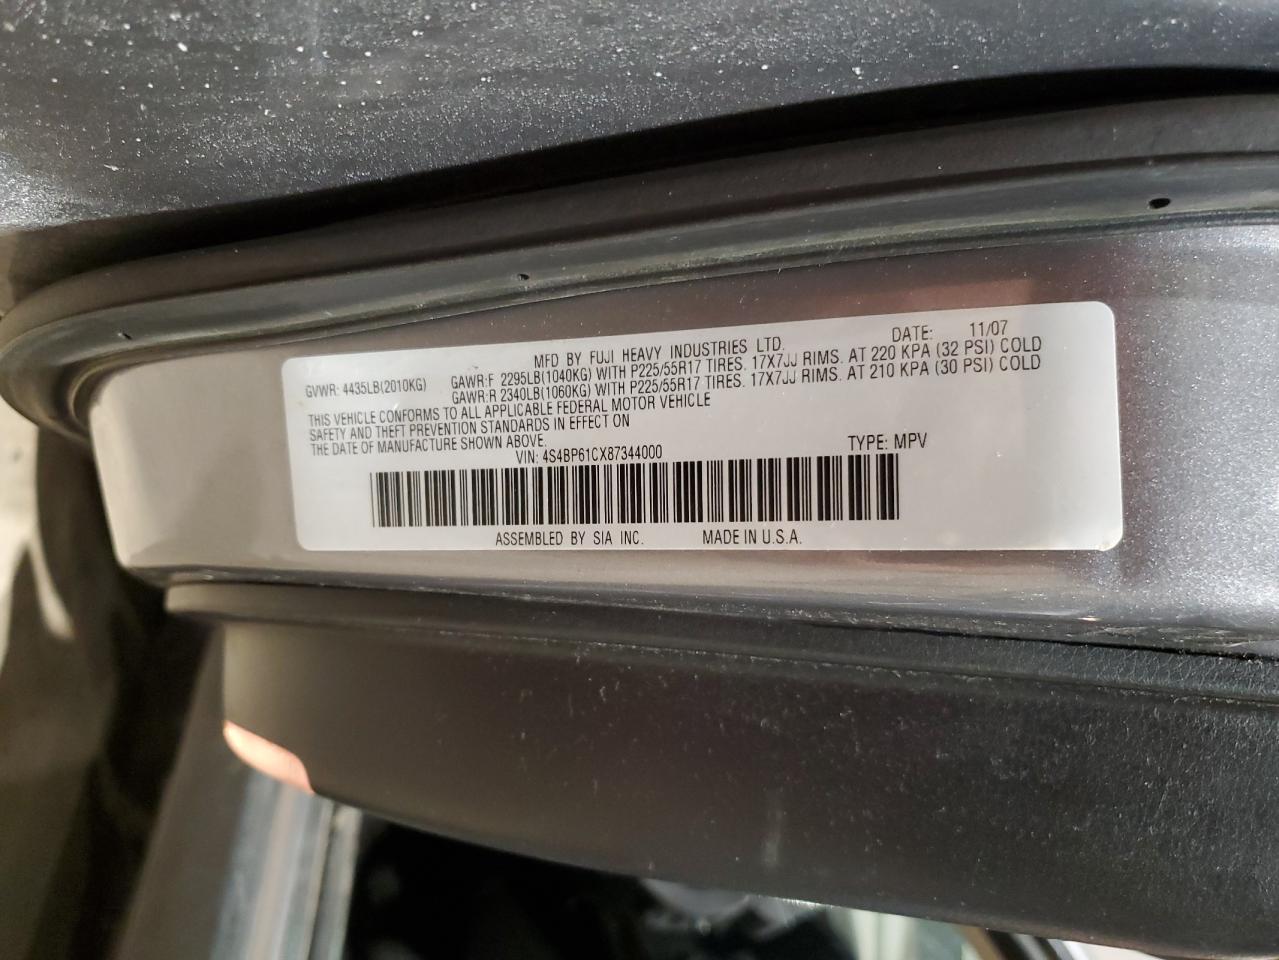 MFD BY FUJI HEAVY INDUSTRIES LTD. DATE: 11/07
GVWR: 4435LB(2010KG) GAWR:F 2295LB(1040KG) WITH P225/55R17 TIRES. 17X7JJ RIMS. AT 220 KPA (32 PSI) COLD
GAWR:R 2340LB(1060KG) WITH P225/55R17 TIRES. 17X7JJ RIMS. AT 210 KPA (30 PSI) COLD
THIS VEHICLE CONFORMS TO ALL APPLICABLE FEDERAL MOTOR VEHICLE
SAFETY AND THEFT PREVENTION STANDARDS IN EFFECT ON
THE DATE OF MANUFACTURE SHOWN ABOVE.
VIN: 4S4BP61CX87344000 TYPE: MPV
ASSEMBLED BY SIA INC. MADE IN U.S.A.